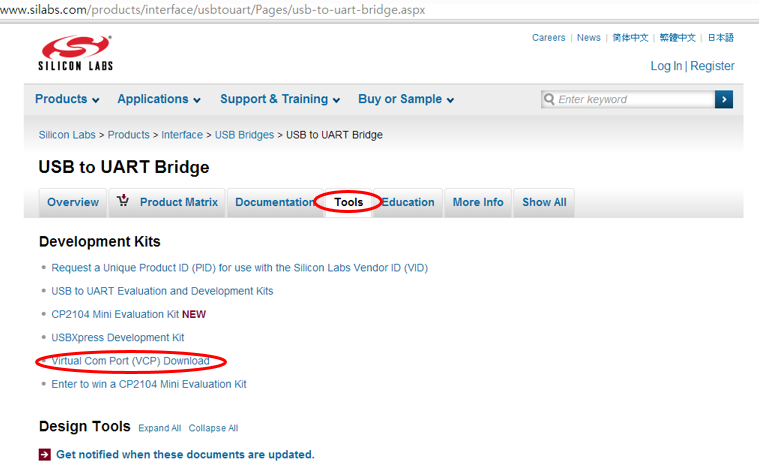 www.silabs.com/products/interface/usbtouart/Pages/usb-to-uart-bridge.aspx
Careers | News | 简体中文 | 繁體中文 | 日本語
SILICON LABS
Log In | Register
Products Applications Support & Training Buy or Sample Enter keyword
Silicon Labs > Products > Interface > USB Bridges > USB to UART Bridge
USB to UART Bridge
Overview Product Matrix Documentation Tools Education More Info Show All
Development Kits
Request a Unique Product ID (PID) for use with the Silicon Labs Vendor ID (VID)
USB to UART Evaluation and Development Kits
CP2104 Mini Evaluation Kit NEW
USBXpress Development Kit
Virtual Com Port (VCP) Download
Enter to win a CP2104 Mini Evaluation Kit
Design Tools Expand All Collapse All
Get notified when these documents are updated.